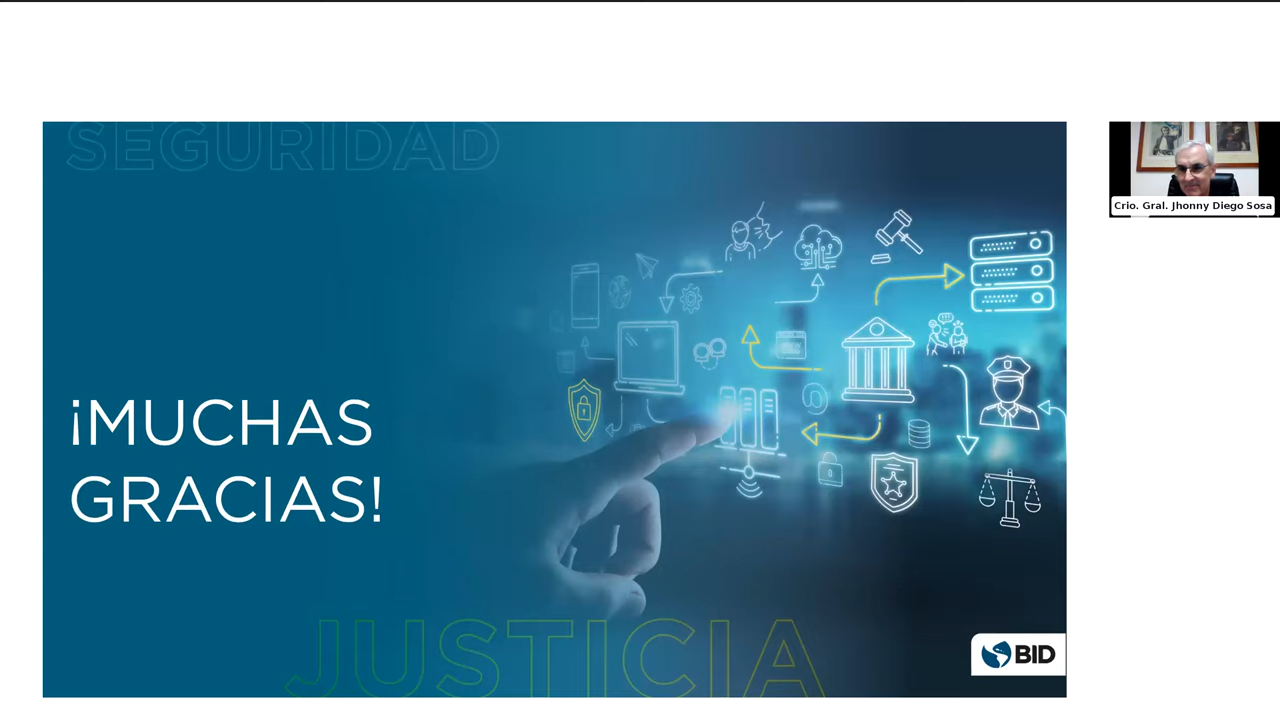 SEGURIDAD
Crio. Gral. Jhonny Diego Sosa
¡MUCHAS
GRACIAS!
JUSTICIA
BID